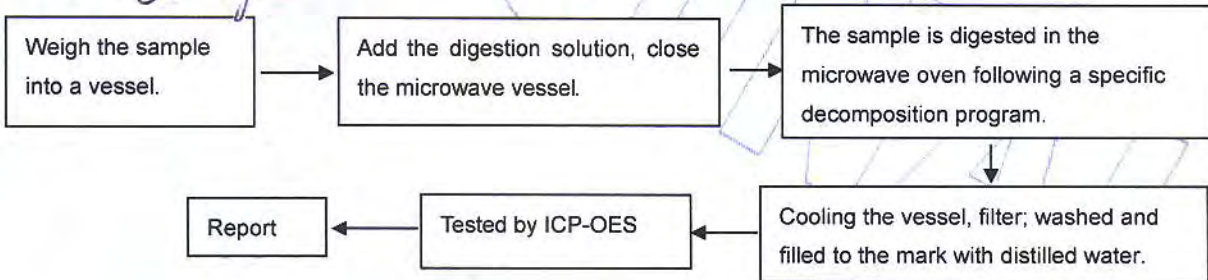 Weigh the sample
into a vessel.
Add the digestion solution, close
the microwave vessel.
The sample is digested in the
microwave oven following a specific
decomposition program.
Cooling the vessel, filter; washed and
filled to the mark with distilled water.
Tested by ICP-OES
Report